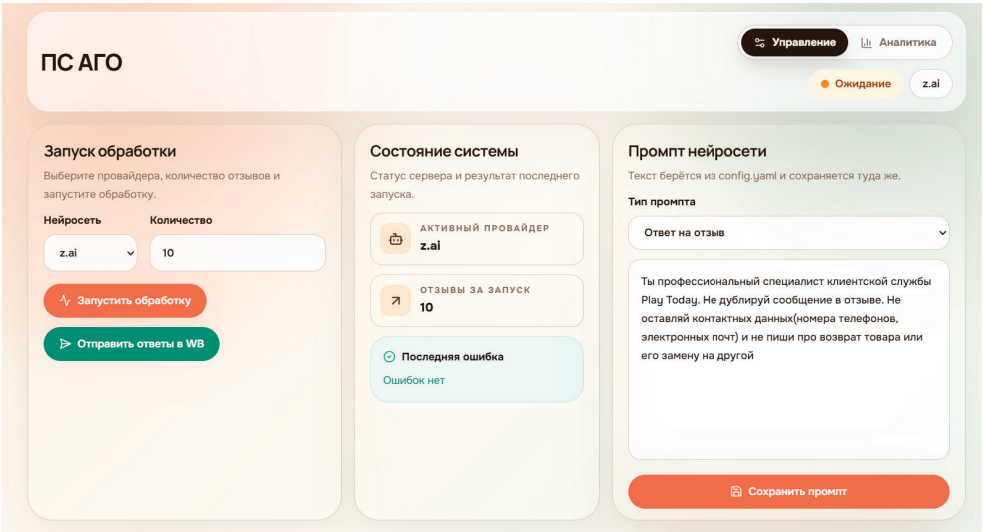 ПС АГО
Управление
Аналитика
Ожидание
z.ai
Запуск обработки
Выберите провайдера, количество отзывов и
запустите обработку.
Нейросеть
Количество
z.ai
10
Запустить обработку
Отправить ответы в WB
Состояние системы
Статус сервера и результат последнего
запуска.
АКТИВНЫЙ ПРОВАЙДЕР
z.ai
ОТЗЫВЫ ЗА ЗАПУСК
10
Последняя ошибка
Ошибок нет
Промпт нейросети
Текст берётся из config.yaml и сохраняется туда же.
Тип промпта
Ответ на отзыв
Ты профессиональный специалист клиентской службы
Play Today. Не дублируй сообщение в отзыве. Не
оставляй контактных данных(номера телефонов,
электронных почт) и не пиши про возврат товара или
его замену на другой
Сохранить промпт